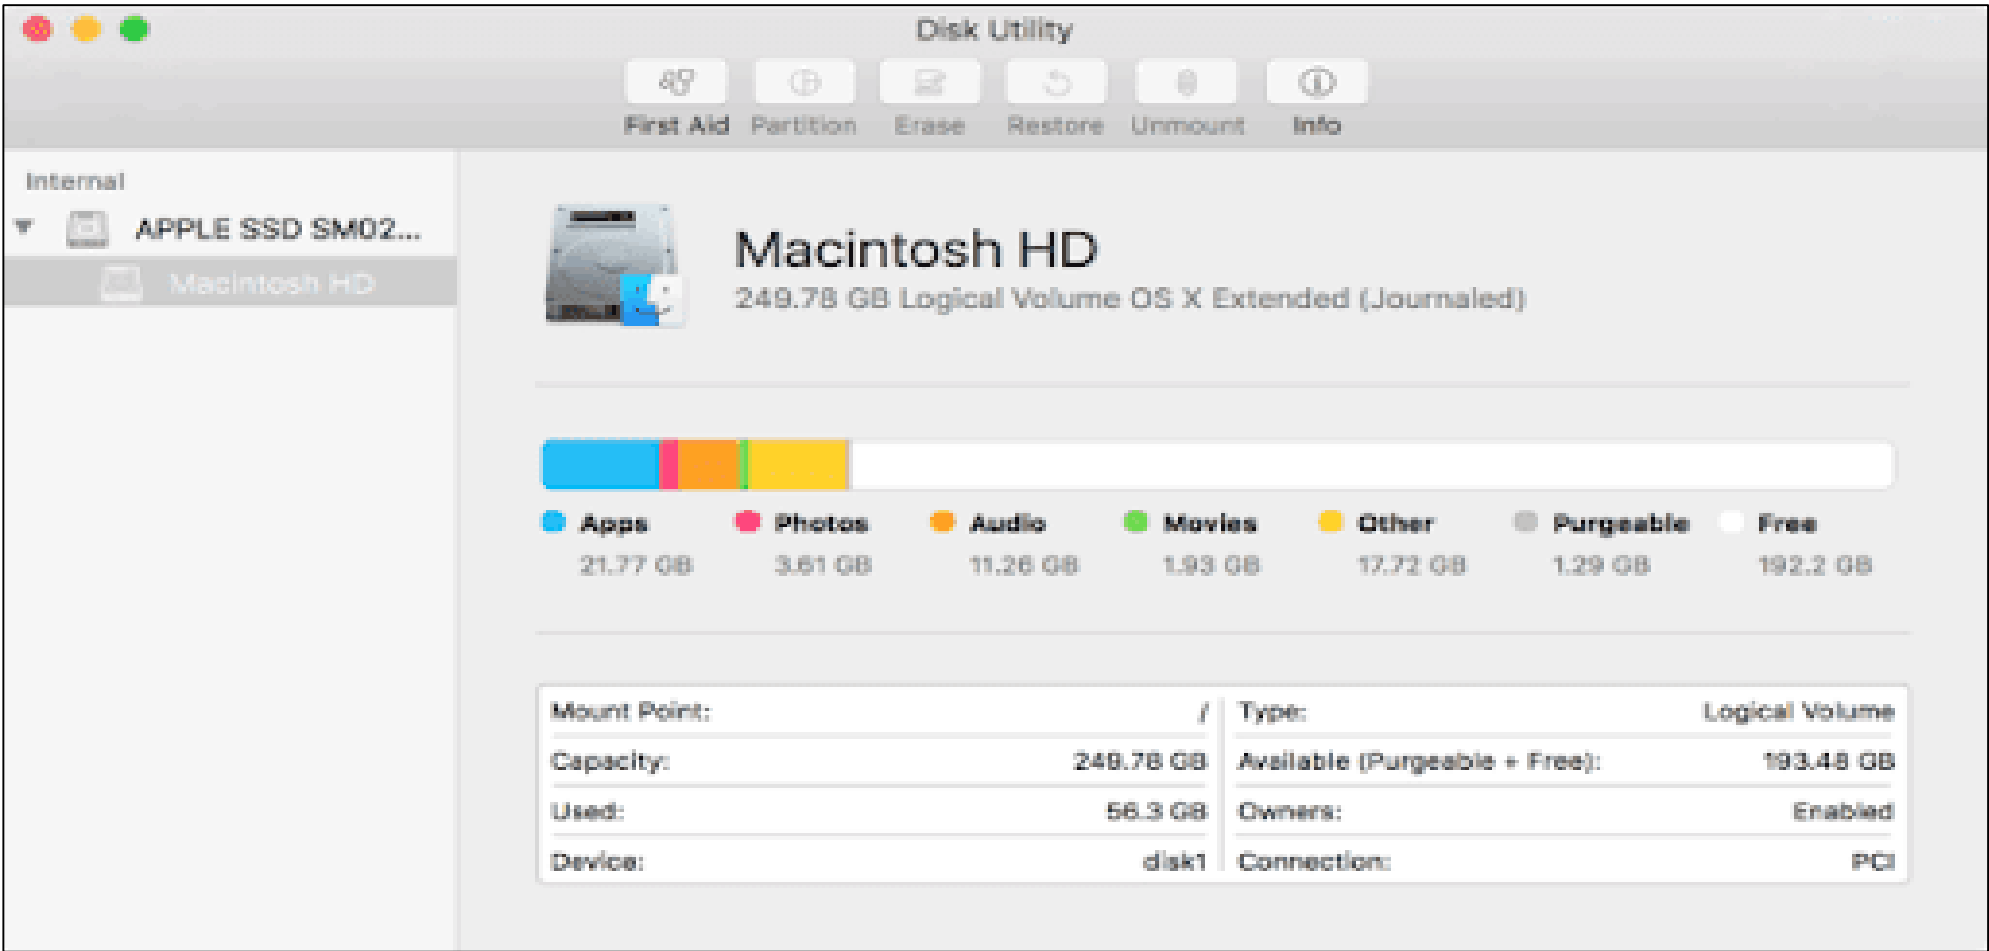 Disk Utility
First Aid Partition Erase Restore Unmount Info
Internal
APPLE SSD SM02...
Macintosh HD
Macintosh HD
249.78 GB Logical Volume OS X Extended (Journaled)
Apps Photos Audio Movies Other Purgeable Free
21.77 GB 3.61 GB 11.26 GB 1.93 GB 17.72 GB 1.29 GB 192.2 GB
Mount Point: / Type: Logical Volume
Capacity: 249.78 GB Available (Purgeable + Free): 193.48 GB
Used: 56.3 GB Owners: Enabled
Device: disk1 Connection: PCI